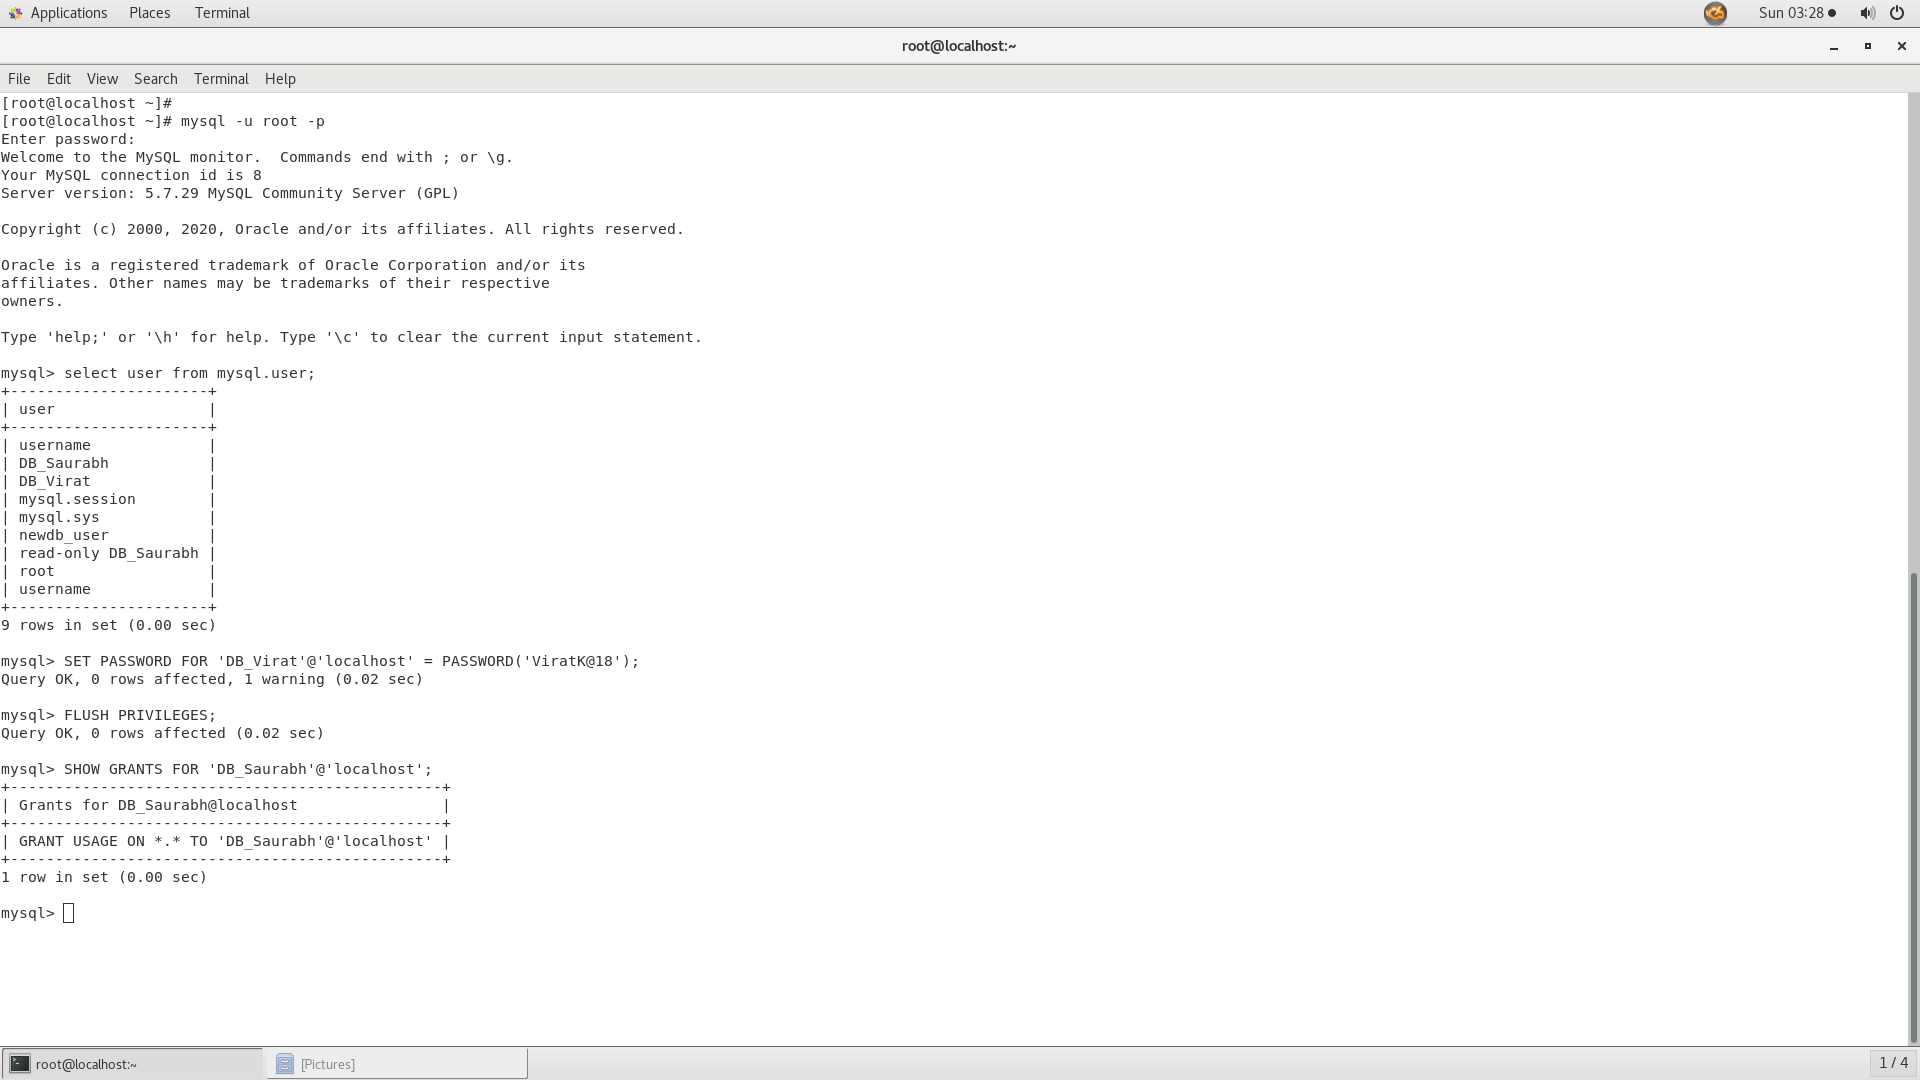 Applications Places Terminal Sun 03:28
root@localhost:~
File Edit View Search Terminal Help
[root@localhost ~]#
[root@localhost ~]# mysql -u root -p
Enter password:
Welcome to the MySQL monitor.  Commands end with ; or \g.
Your MySQL connection id is 8
Server version: 5.7.29 MySQL Community Server (GPL)

Copyright (c) 2000, 2020, Oracle and/or its affiliates. All rights reserved.

Oracle is a registered trademark of Oracle Corporation and/or its
affiliates. Other names may be trademarks of their respective
owners.

Type 'help;' or '\h' for help. Type '\c' to clear the current input statement.

mysql> select user from mysql.user;
+----------------------+
| user                 |
+----------------------+
| username             |
| DB_Saurabh           |
| DB_Virat             |
| mysql.session        |
| mysql.sys            |
| newdb_user           |
| read-only DB_Saurabh |
| root                 |
| username             |
+----------------------+
9 rows in set (0.00 sec)

mysql> SET PASSWORD FOR 'DB_Virat'@'localhost' = PASSWORD('ViratK@18');
Query OK, 0 rows affected, 1 warning (0.02 sec)

mysql> FLUSH PRIVILEGES;
Query OK, 0 rows affected (0.02 sec)

mysql> SHOW GRANTS FOR 'DB_Saurabh'@'localhost';
+------------------------------------------------+
| Grants for DB_Saurabh@localhost                |
+------------------------------------------------+
| GRANT USAGE ON *.* TO 'DB_Saurabh'@'localhost' |
+------------------------------------------------+
1 row in set (0.00 sec)

mysql>
root@localhost:~ [Pictures] 1 / 4